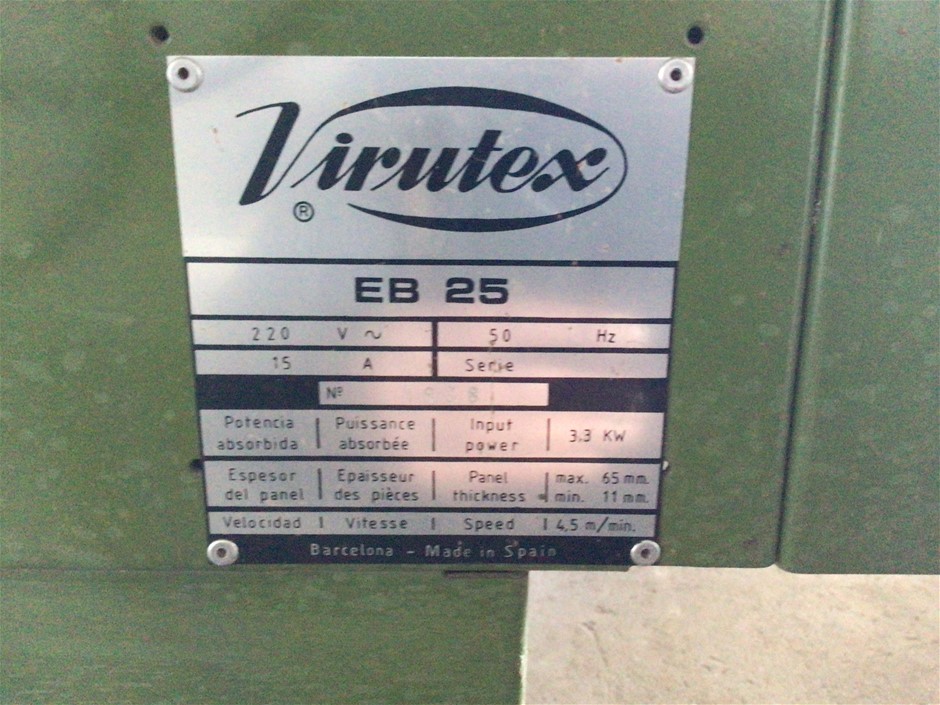 Virutex
®
EB 25
220 V ~ 50 Hz
15 A Serie
Nº
Potencia absorbida | Puissance absorbée | Input power | 3.3 KW
Espesor del panel | Epaisseur des pièces | Panel thickness | max. 65 mm. min. 11 mm.
Velocidad | Vitesse | Speed | 4,5 m/min.
Barcelona - Made in Spain